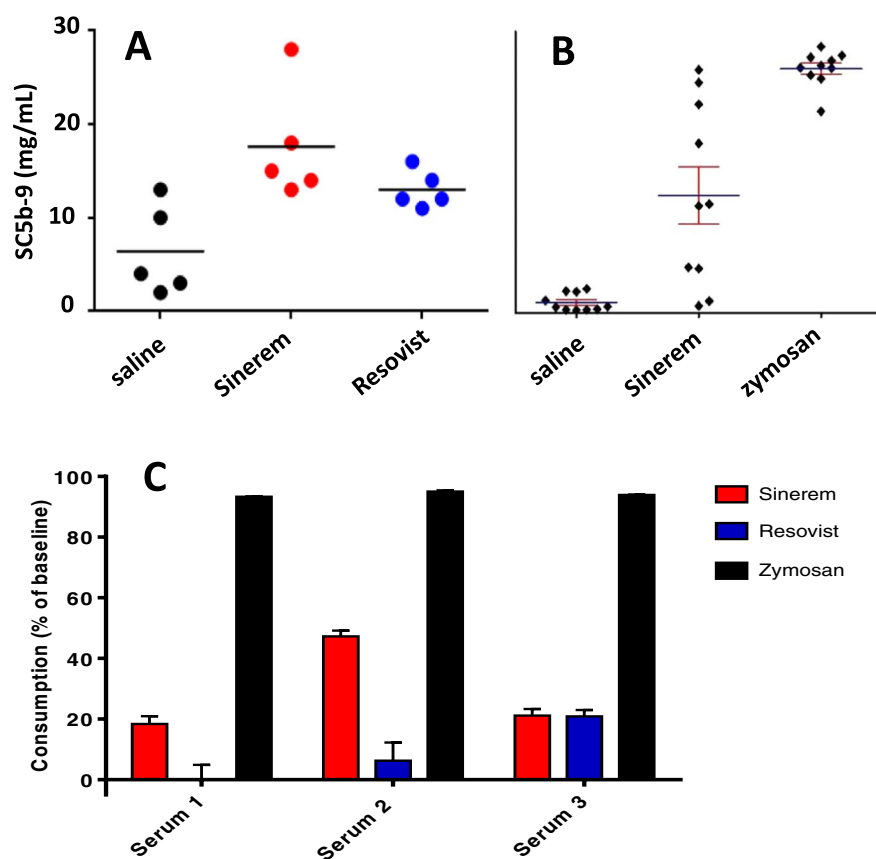 A
B
SC5b-9 (mg/mL)
30
20
10
0
saline
Sinerem
Resovist
saline
Sinerem
zymosan
C
Consumption (% of baseline)
100
80
60
40
20
0
Serum 1
Serum 2
Serum 3
Sinerem
Resovist
Zymosan